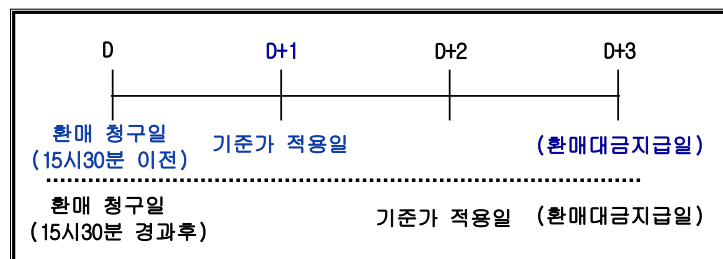 D D+1 D+2 D+3
환매 청구일 기준가 적용일 (환매대금지급일)
(15시30분 이전)
환매 청구일 기준가 적용일 (환매대금지급일)
(15시30분 경과후)